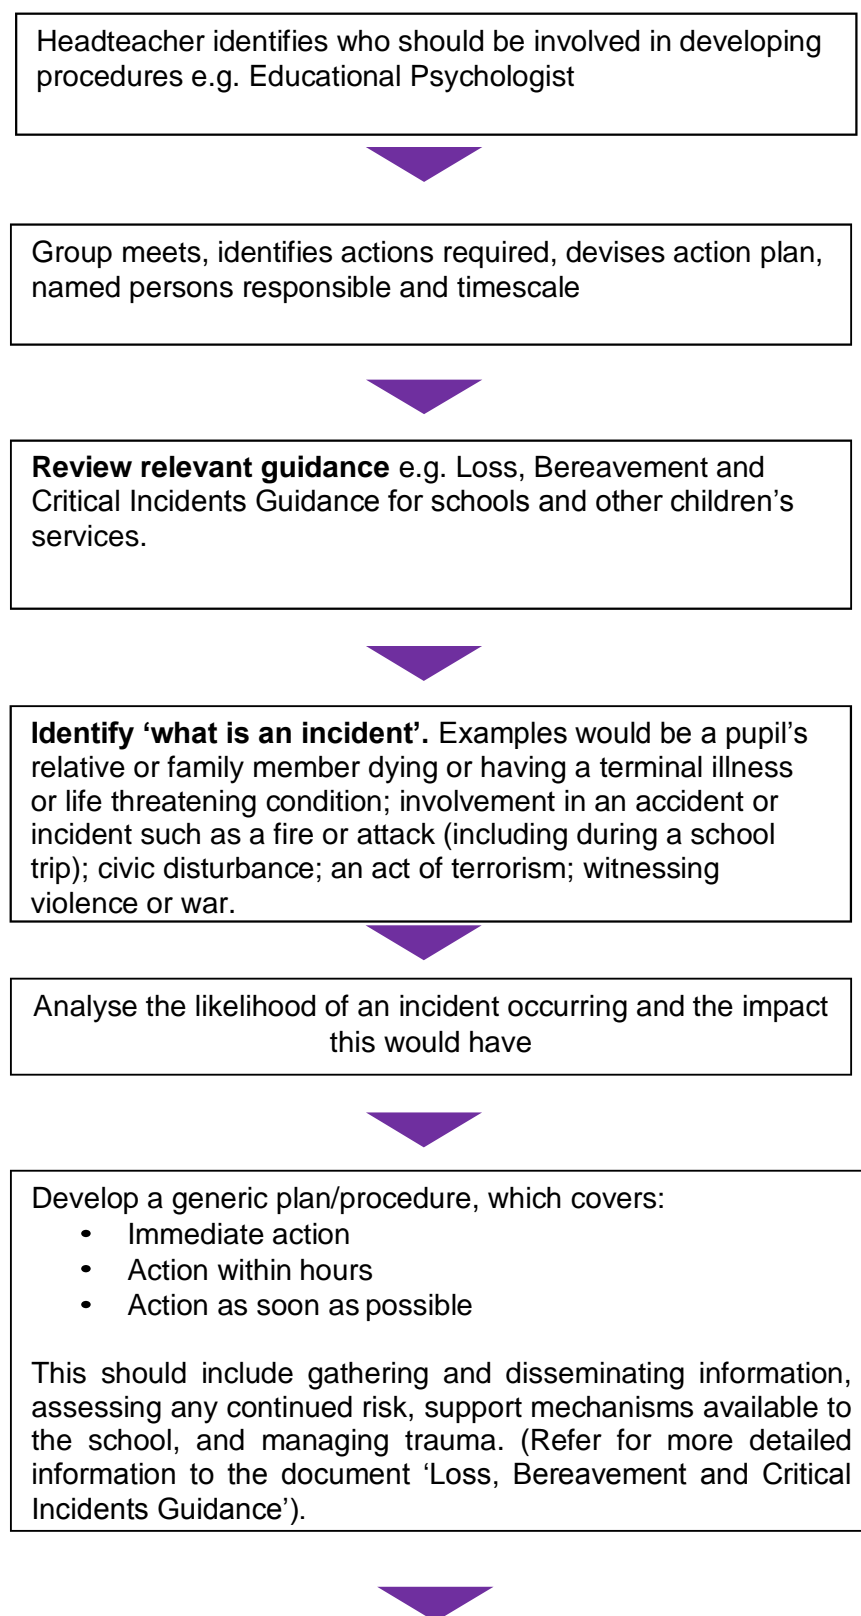 Headteacher identifies who should be involved in developing
procedures e.g. Educational Psychologist
Group meets, identifies actions required, devises action plan,
named persons responsible and timescale
Review relevant guidance e.g. Loss, Bereavement and
Critical Incidents Guidance for schools and other children’s
services.
Identify ‘what is an incident’. Examples would be a pupil’s
relative or family member dying or having a terminal illness
or life threatening condition; involvement in an accident or
incident such as a fire or attack (including during a school
trip); civic disturbance; an act of terrorism; witnessing
violence or war.
Analyse the likelihood of an incident occurring and the impact
this would have
Develop a generic plan/procedure, which covers:
• Immediate action
• Action within hours
• Action as soon as possible
This should include gathering and disseminating information,
assessing any continued risk, support mechanisms available to
the school, and managing trauma. (Refer for more detailed
information to the document ‘Loss, Bereavement and Critical
Incidents Guidance’).